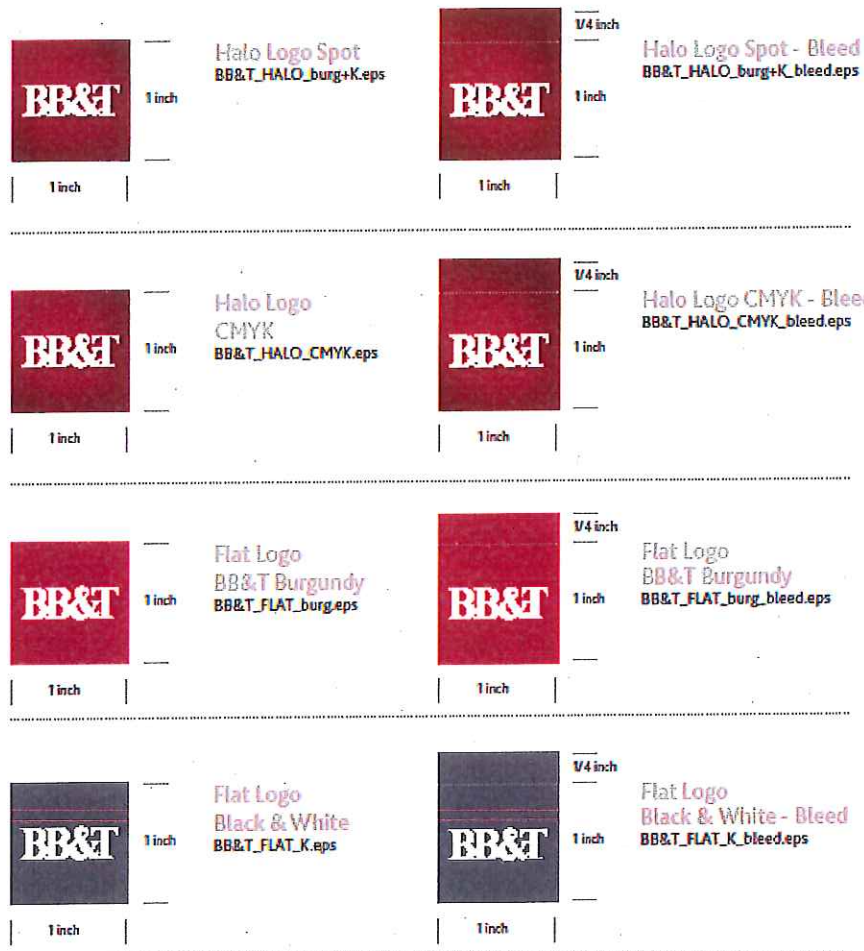 BB&T
1 inch
1 inch
Halo Logo Spot
BB&T_HALO_burg+K.eps
BB&T
1/4 inch
1 inch
1 inch
Halo Logo Spot - Bleed
BB&T_HALO_burg+K_bleed.eps
BB&T
1 inch
1 inch
Halo Logo
CMYK
BB&T_HALO_CMYK.eps
BB&T
1/4 inch
1 inch
1 inch
Halo Logo CMYK - Bleed
BB&T_HALO_CMYK_bleed.eps
BB&T
1 inch
1 inch
Flat Logo
BB&T Burgundy
BB&T_FLAT_burg.eps
BB&T
1/4 inch
1 inch
1 inch
Flat Logo
BB&T Burgundy
BB&T_FLAT_burg_bleed.eps
BB&T
1 inch
1 inch
Flat Logo
Black & White
BB&T_FLAT_K.eps
BB&T
1/4 inch
1 inch
1 inch
Flat Logo
Black & White - Bleed
BB&T_FLAT_K_bleed.eps